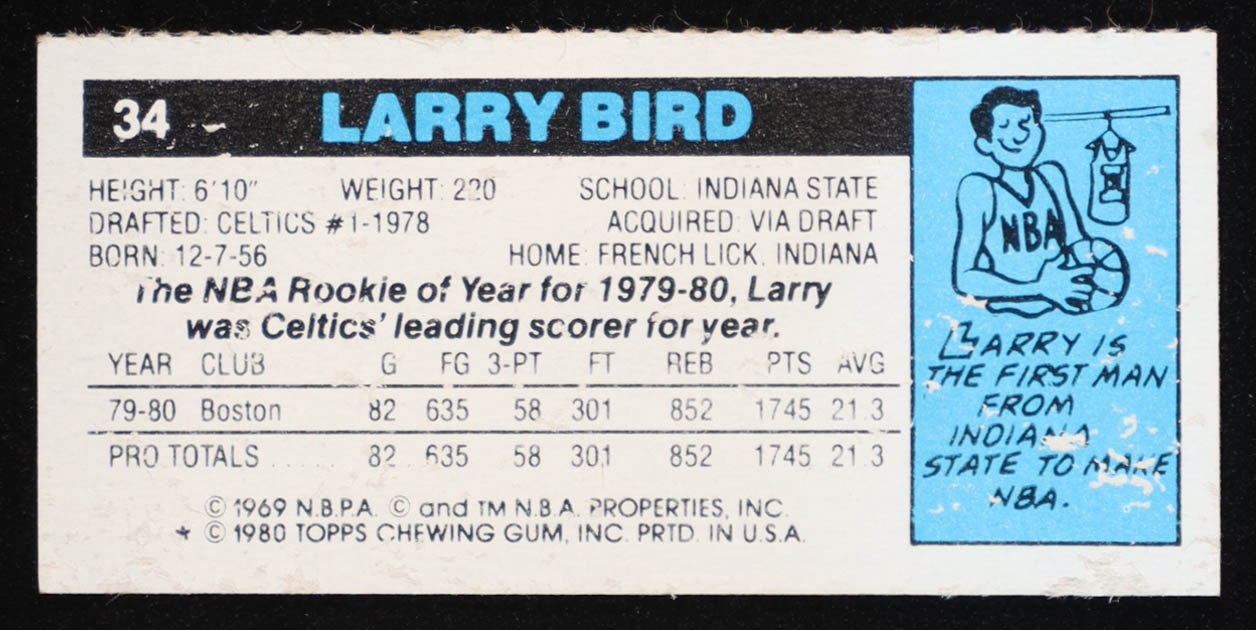 34 LARRY BIRD
HEIGHT: 6'10" WEIGHT: 220 SCHOOL: INDIANA STATE
DRAFTED: CELTICS #1-1978 ACQUIRED: VIA DRAFT
BORN: 12-7-56 HOME: FRENCH LICK, INDIANA
The NBA Rookie of Year for 1979-80, Larry
was Celtics' leading scorer for year.
YEAR CLUB G FG 3-PT FT REB PTS AVG
79-80 Boston 82 635 58 301 852 1745 21.3
PRO TOTALS ..... 82 635 58 301 852 1745 21.3
© 1969 N.B.P.A. © and TM N.B.A. PROPERTIES, INC.
* © 1980 TOPPS CHEWING GUM, INC. PRTD. IN U.S.A.
NBA
LARRY IS
THE FIRST MAN
FROM
INDIANA
STATE TO MAKE
NBA.